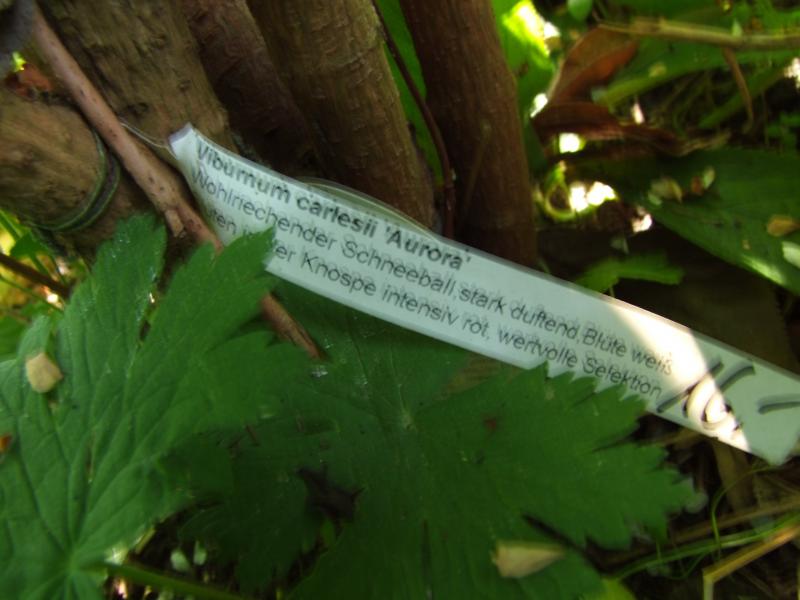 Viburnum carlesii 'Aurora'
Wohlriechender Schneeball,stark duftend,Blüte weiß
Knospe intensiv rot, wertvolle Selektion